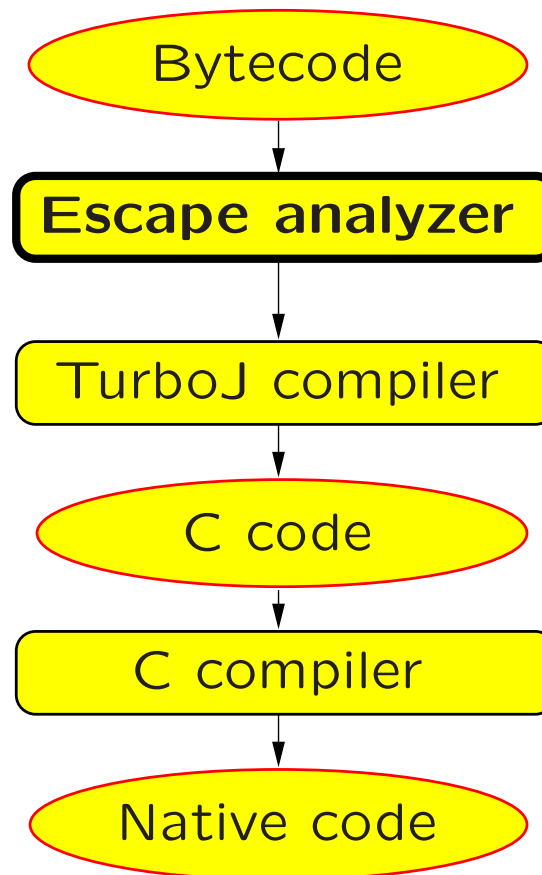 Bytecode
Escape analyzer
TurboJ compiler
C code
C compiler
Native code